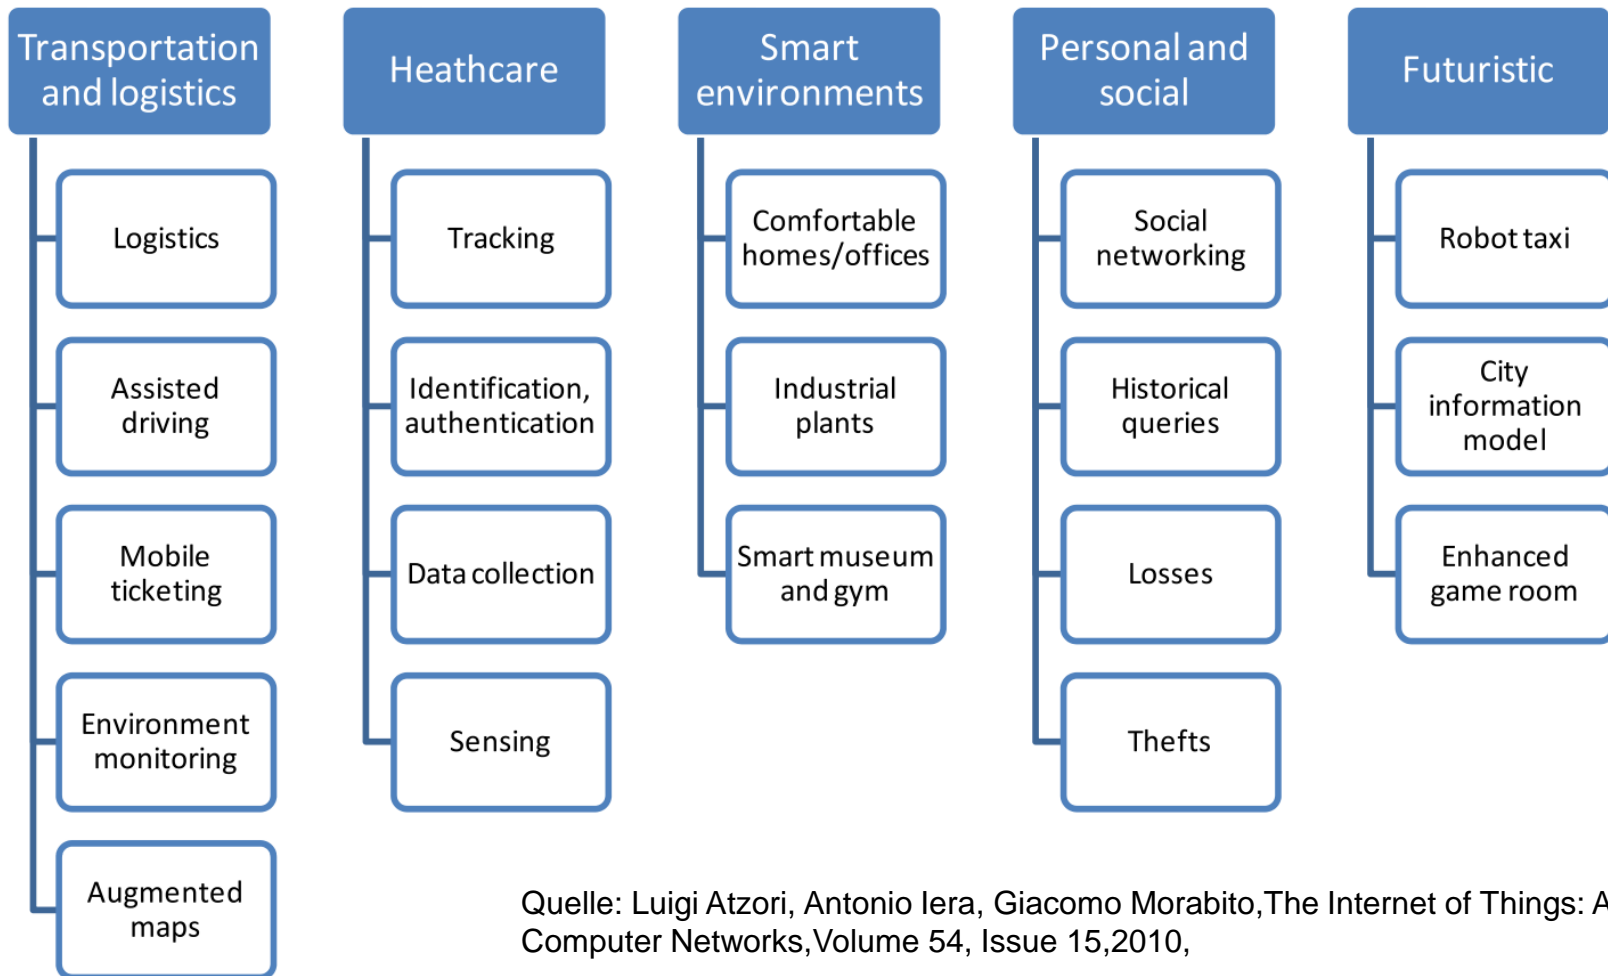 Transportation
and logistics
Logistics
Assisted
driving
Mobile
ticketing
Environment
monitoring
Augmented
maps
Heathcare
Tracking
Identification,
authentication
Data collection
Sensing
Smart
environments
Comfortable
homes/offices
Industrial
plants
Smart museum
and gym
Personal and
social
Social
networking
Historical
queries
Losses
Thefts
Futuristic
Robot taxi
City
information
model
Enhanced
game room
Quelle: Luigi Atzori, Antonio Iera, Giacomo Morabito,The Internet of Things: A
Computer Networks,Volume 54, Issue 15,2010,